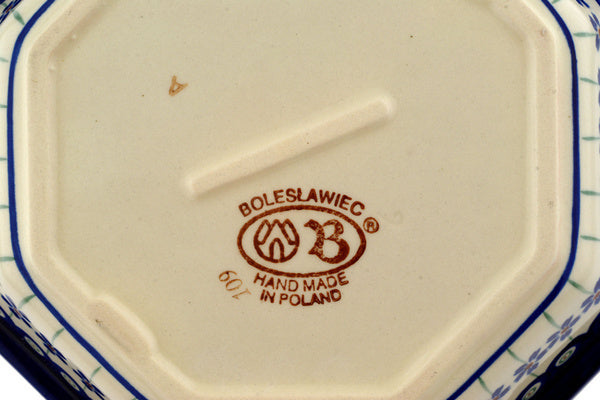 A
BOLESŁAWIEC
B ®
HAND MADE
IN POLAND
109